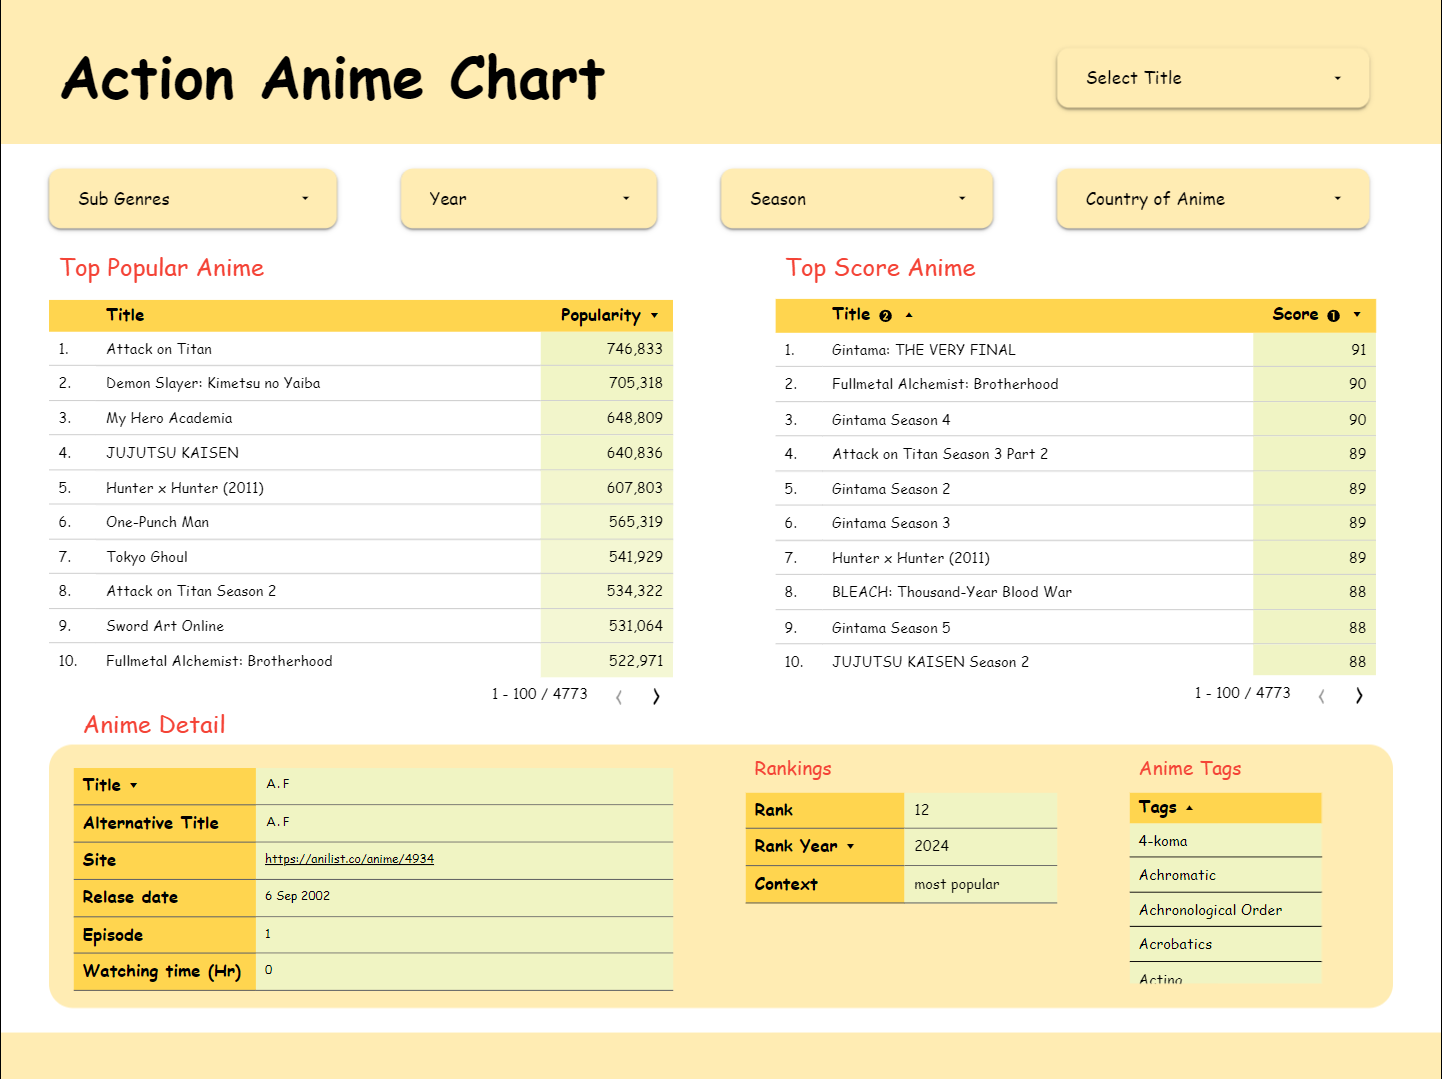 Action Anime Chart
Select Title
Sub Genres
Year
Season
Country of Anime
Top Popular Anime
Title Popularity
1. Attack on Titan 746,833
2. Demon Slayer: Kimetsu no Yaiba 705,318
3. My Hero Academia 648,809
4. JUJUTSU KAISEN 640,836
5. Hunter x Hunter (2011) 607,803
6. One-Punch Man 565,319
7. Tokyo Ghoul 541,929
8. Attack on Titan Season 2 534,322
9. Sword Art Online 531,064
10. Fullmetal Alchemist: Brotherhood 522,971
1 - 100 / 4773
Top Score Anime
Title 2 Score 1
1. Gintama: THE VERY FINAL 91
2. Fullmetal Alchemist: Brotherhood 90
3. Gintama Season 4 90
4. Attack on Titan Season 3 Part 2 89
5. Gintama Season 2 89
6. Gintama Season 3 89
7. Hunter x Hunter (2011) 89
8. BLEACH: Thousand-Year Blood War 88
9. Gintama Season 5 88
10. JUJUTSU KAISEN Season 2 88
1 - 100 / 4773
Anime Detail
Title A.F
Alternative Title A.F
Site https://anilist.co/anime/4934
Relase date 6 Sep 2002
Episode 1
Watching time (Hr) 0
Rankings
Rank 12
Rank Year 2024
Context most popular
Anime Tags
Tags
4-koma
Achromatic
Achronological Order
Acrobatics
Acting